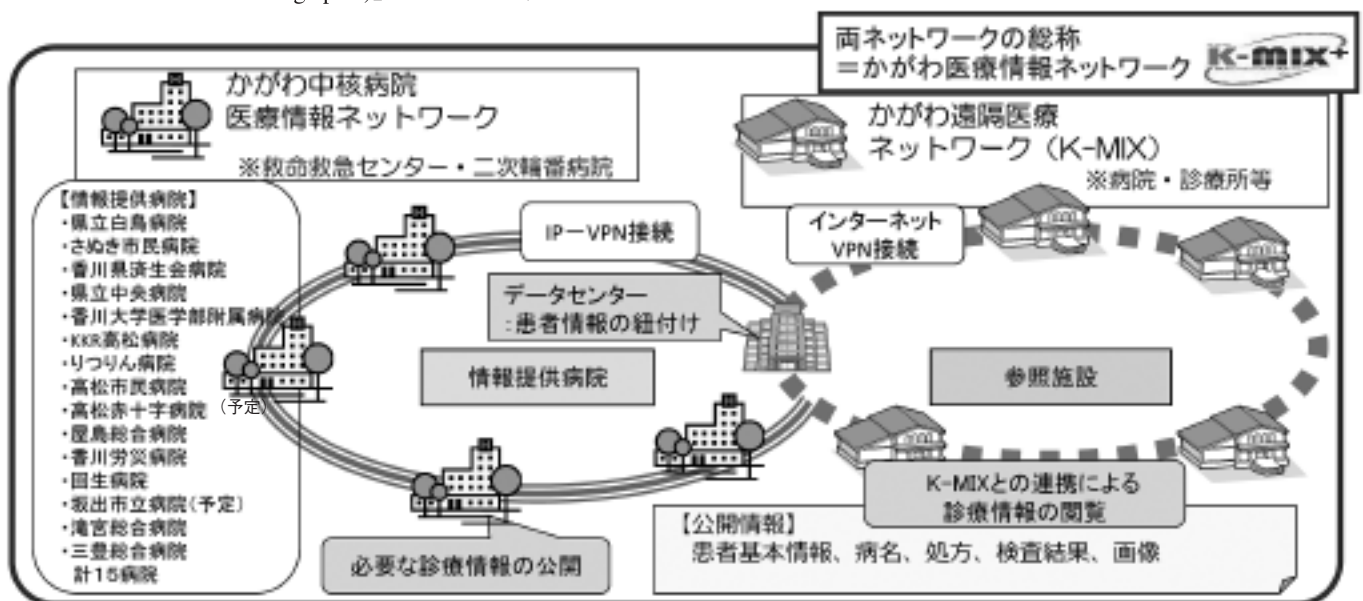 両ネットワークの総称
=かがわ医療情報ネットワーク K-MIX+
かがわ中核病院
医療情報ネットワーク
※救命救急センター・二次輪番病院
かがわ遠隔医療
ネットワーク(K-MIX)
※病院・診療所等
【情報提供病院】
・県立白鳥病院
・さぬき市民病院
・香川県済生会病院
・県立中央病院
・香川大学医学部附属病院
・KKR高松病院
・りつりん病院
・高松市民病院
・高松赤十字病院(予定)
・屋島総合病院
・香川労災病院
・回生病院
・坂出市立病院(予定)
・滝宮総合病院
・三豊総合病院
計15病院
IP-VPN接続
インターネット
VPN接続
データセンター
:患者情報の紐付け
情報提供病院
参照施設
K-MIXとの連携による
診療情報の閲覧
必要な診療情報の公開
【公開情報】
患者基本情報、病名、処方、検査結果、画像